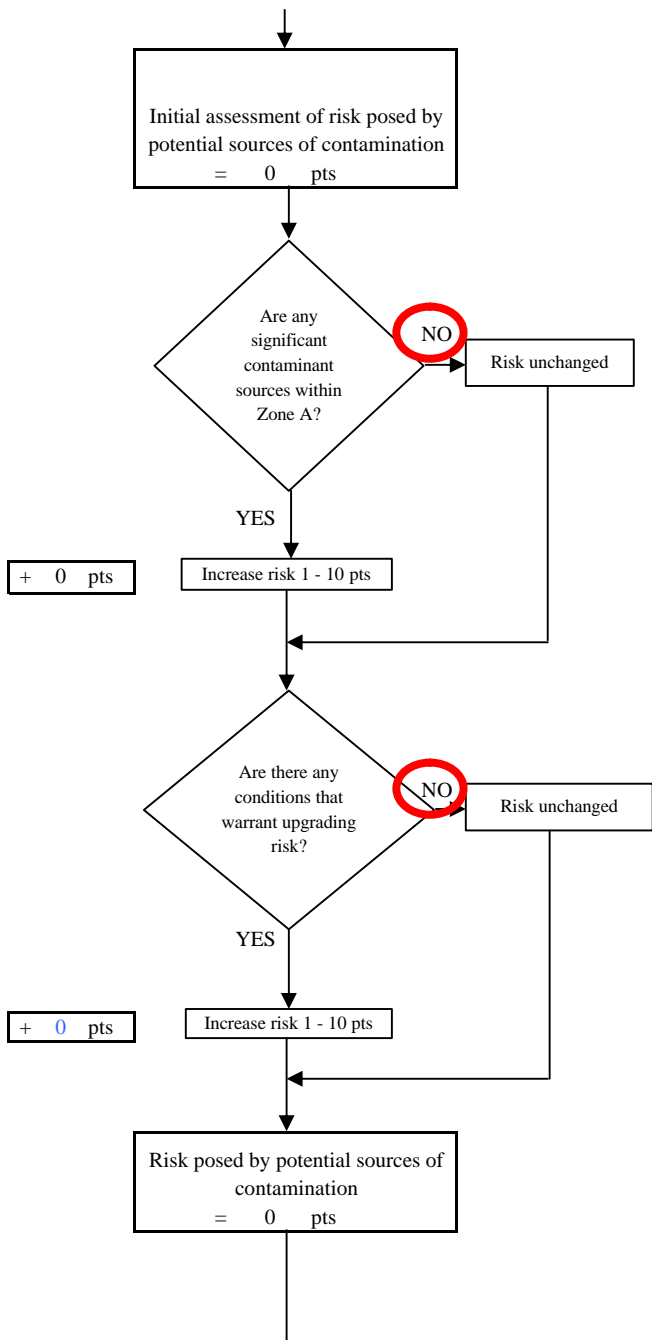 Initial assessment of risk posed by
potential sources of contamination
= 0 pts
Are any
significant
contaminant
sources within
Zone A?
NO
Risk unchanged
YES
+ 0 pts
Increase risk 1 - 10 pts
Are there any
conditions that
warrant upgrading
risk?
NO
Risk unchanged
YES
+ 0 pts
Increase risk 1 - 10 pts
Risk posed by potential sources of
contamination
= 0 pts